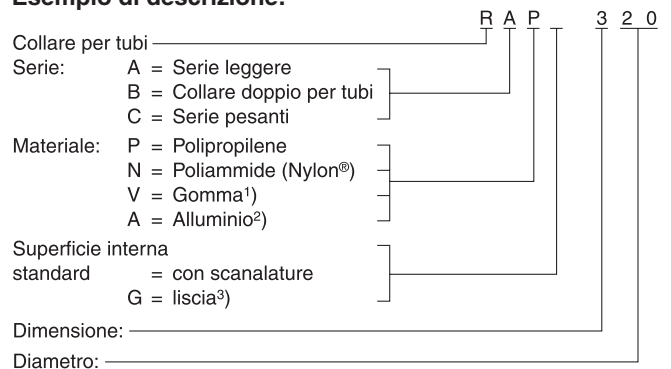 Esempio di descrizione:
R A P _ 3 2 0
Collare per tubi
Serie: A = Serie leggere
B = Collare doppio per tubi
C = Serie pesanti
Materiale: P = Polipropilene
N = Poliammide (Nylon®)
V = Gomma¹)
A = Alluminio²)
Superficie interna
standard = con scanalature
G = liscia³)
Dimensione:
Diametro: